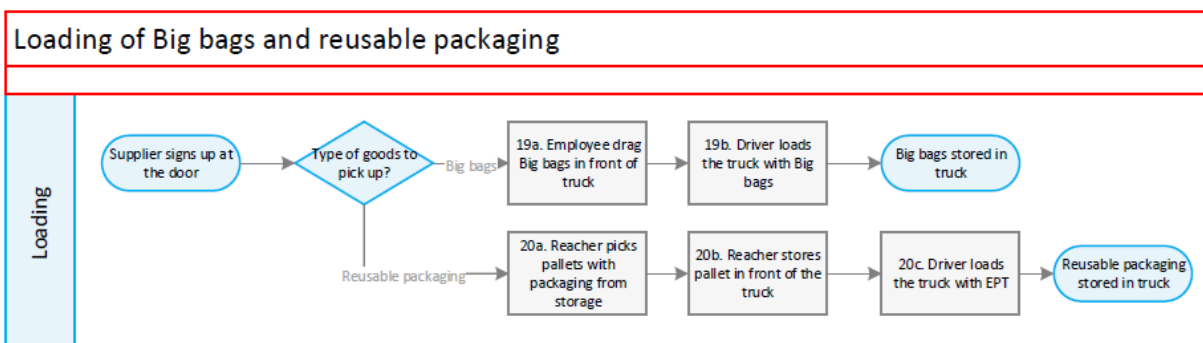 Loading of Big bags and reusable packaging
Loading
Supplier signs up at
the door
Type of goods to
pick up?
Big bags
19a. Employee drag
Big bags in front of
truck
19b. Driver loads
the truck with Big
bags
Big bags stored in
truck
Reusable packaging
20a. Reacher picks
pallets with
packaging from
storage
20b. Reacher stores
pallet in front of the
truck
20c. Driver loads
the truck with EPT
Reusable packaging
stored in truck